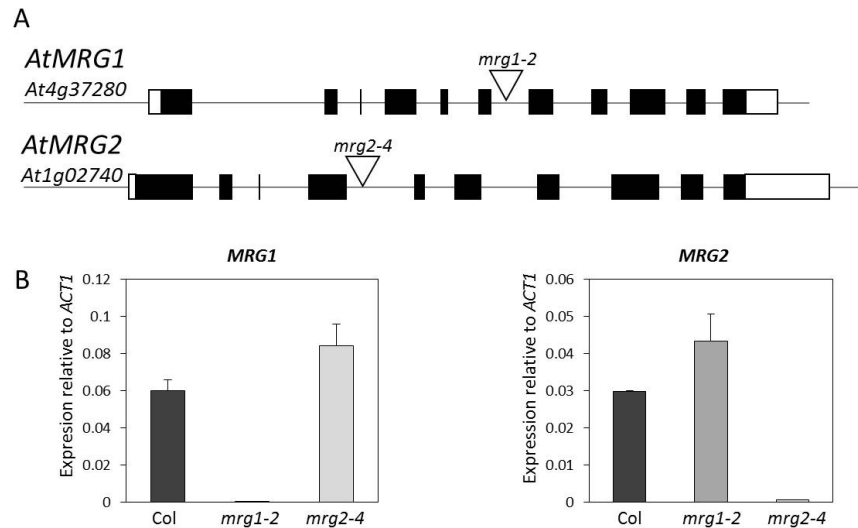 A
AtMRG1
At4g37280
mrg1-2
AtMRG2
At1g02740
mrg2-4
B
MRG1
Expresion relative to ACT1
0.12
0.1
0.08
0.06
0.04
0.02
0
Col mrg1-2 mrg2-4
MRG2
Expression relative to ACT1
0.06
0.05
0.04
0.03
0.02
0.01
0
Col mrg1-2 mrg2-4